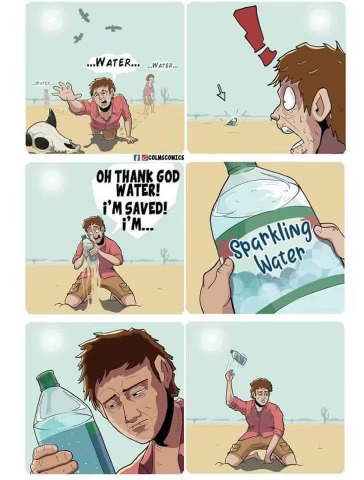 ...WATER...
...WATER...
...WATER...
COLMSCOMICS
OH THANK GOD
WATER!
i'M SAVED!
i'M...
Sparkling
Water